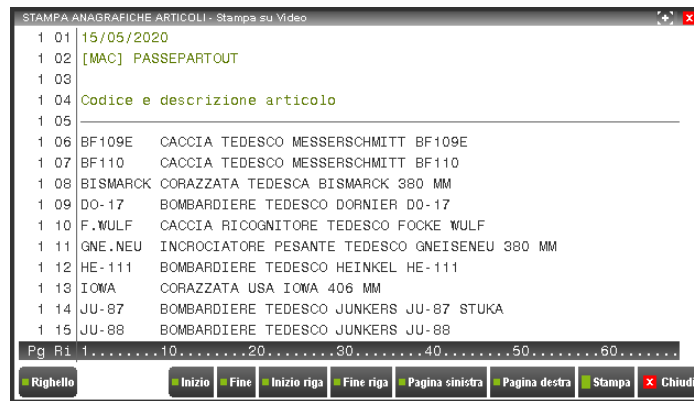 STAMPA ANAGRAFICHE ARTICOLI - Stampa su Video
1 01 15/05/2020
1 02 [MAC] PASSEPARTOUT
1 03
1 04 Codice e descrizione articolo
1 05
1 06 BF109E CACCIA TEDESCO MESSERSCHMITT BF109E
1 07 BF110 CACCIA TEDESCO MESSERSCHMITT BF110
1 08 BISMARCK CORAZZATA TEDESCA BISMARCK 380 MM
1 09 DO-17 BOMBARDIERE TEDESCO DORNIER DO-17
1 10 F.WULF CACCIA RICOGNITORE TEDESCO FOCKE WULF
1 11 GNE.NEU INCROCIATORE PESANTE TEDESCO GNEISENEU 380 MM
1 12 HE-111 BOMBARDIERE TEDESCO HEINKEL HE-111
1 13 IOWA CORAZZATA USA IOWA 406 MM
1 14 JU-87 BOMBARDIERE TEDESCO JUNKERS JU-87 STUKA
1 15 JU-88 BOMBARDIERE TEDESCO JUNKERS JU-88
Pg Ri 1........10........20........30........40........50........60.......
Righello Inizio Fine Inizio riga Fine riga Pagina sinistra Pagina destra Stampa X Chiudi